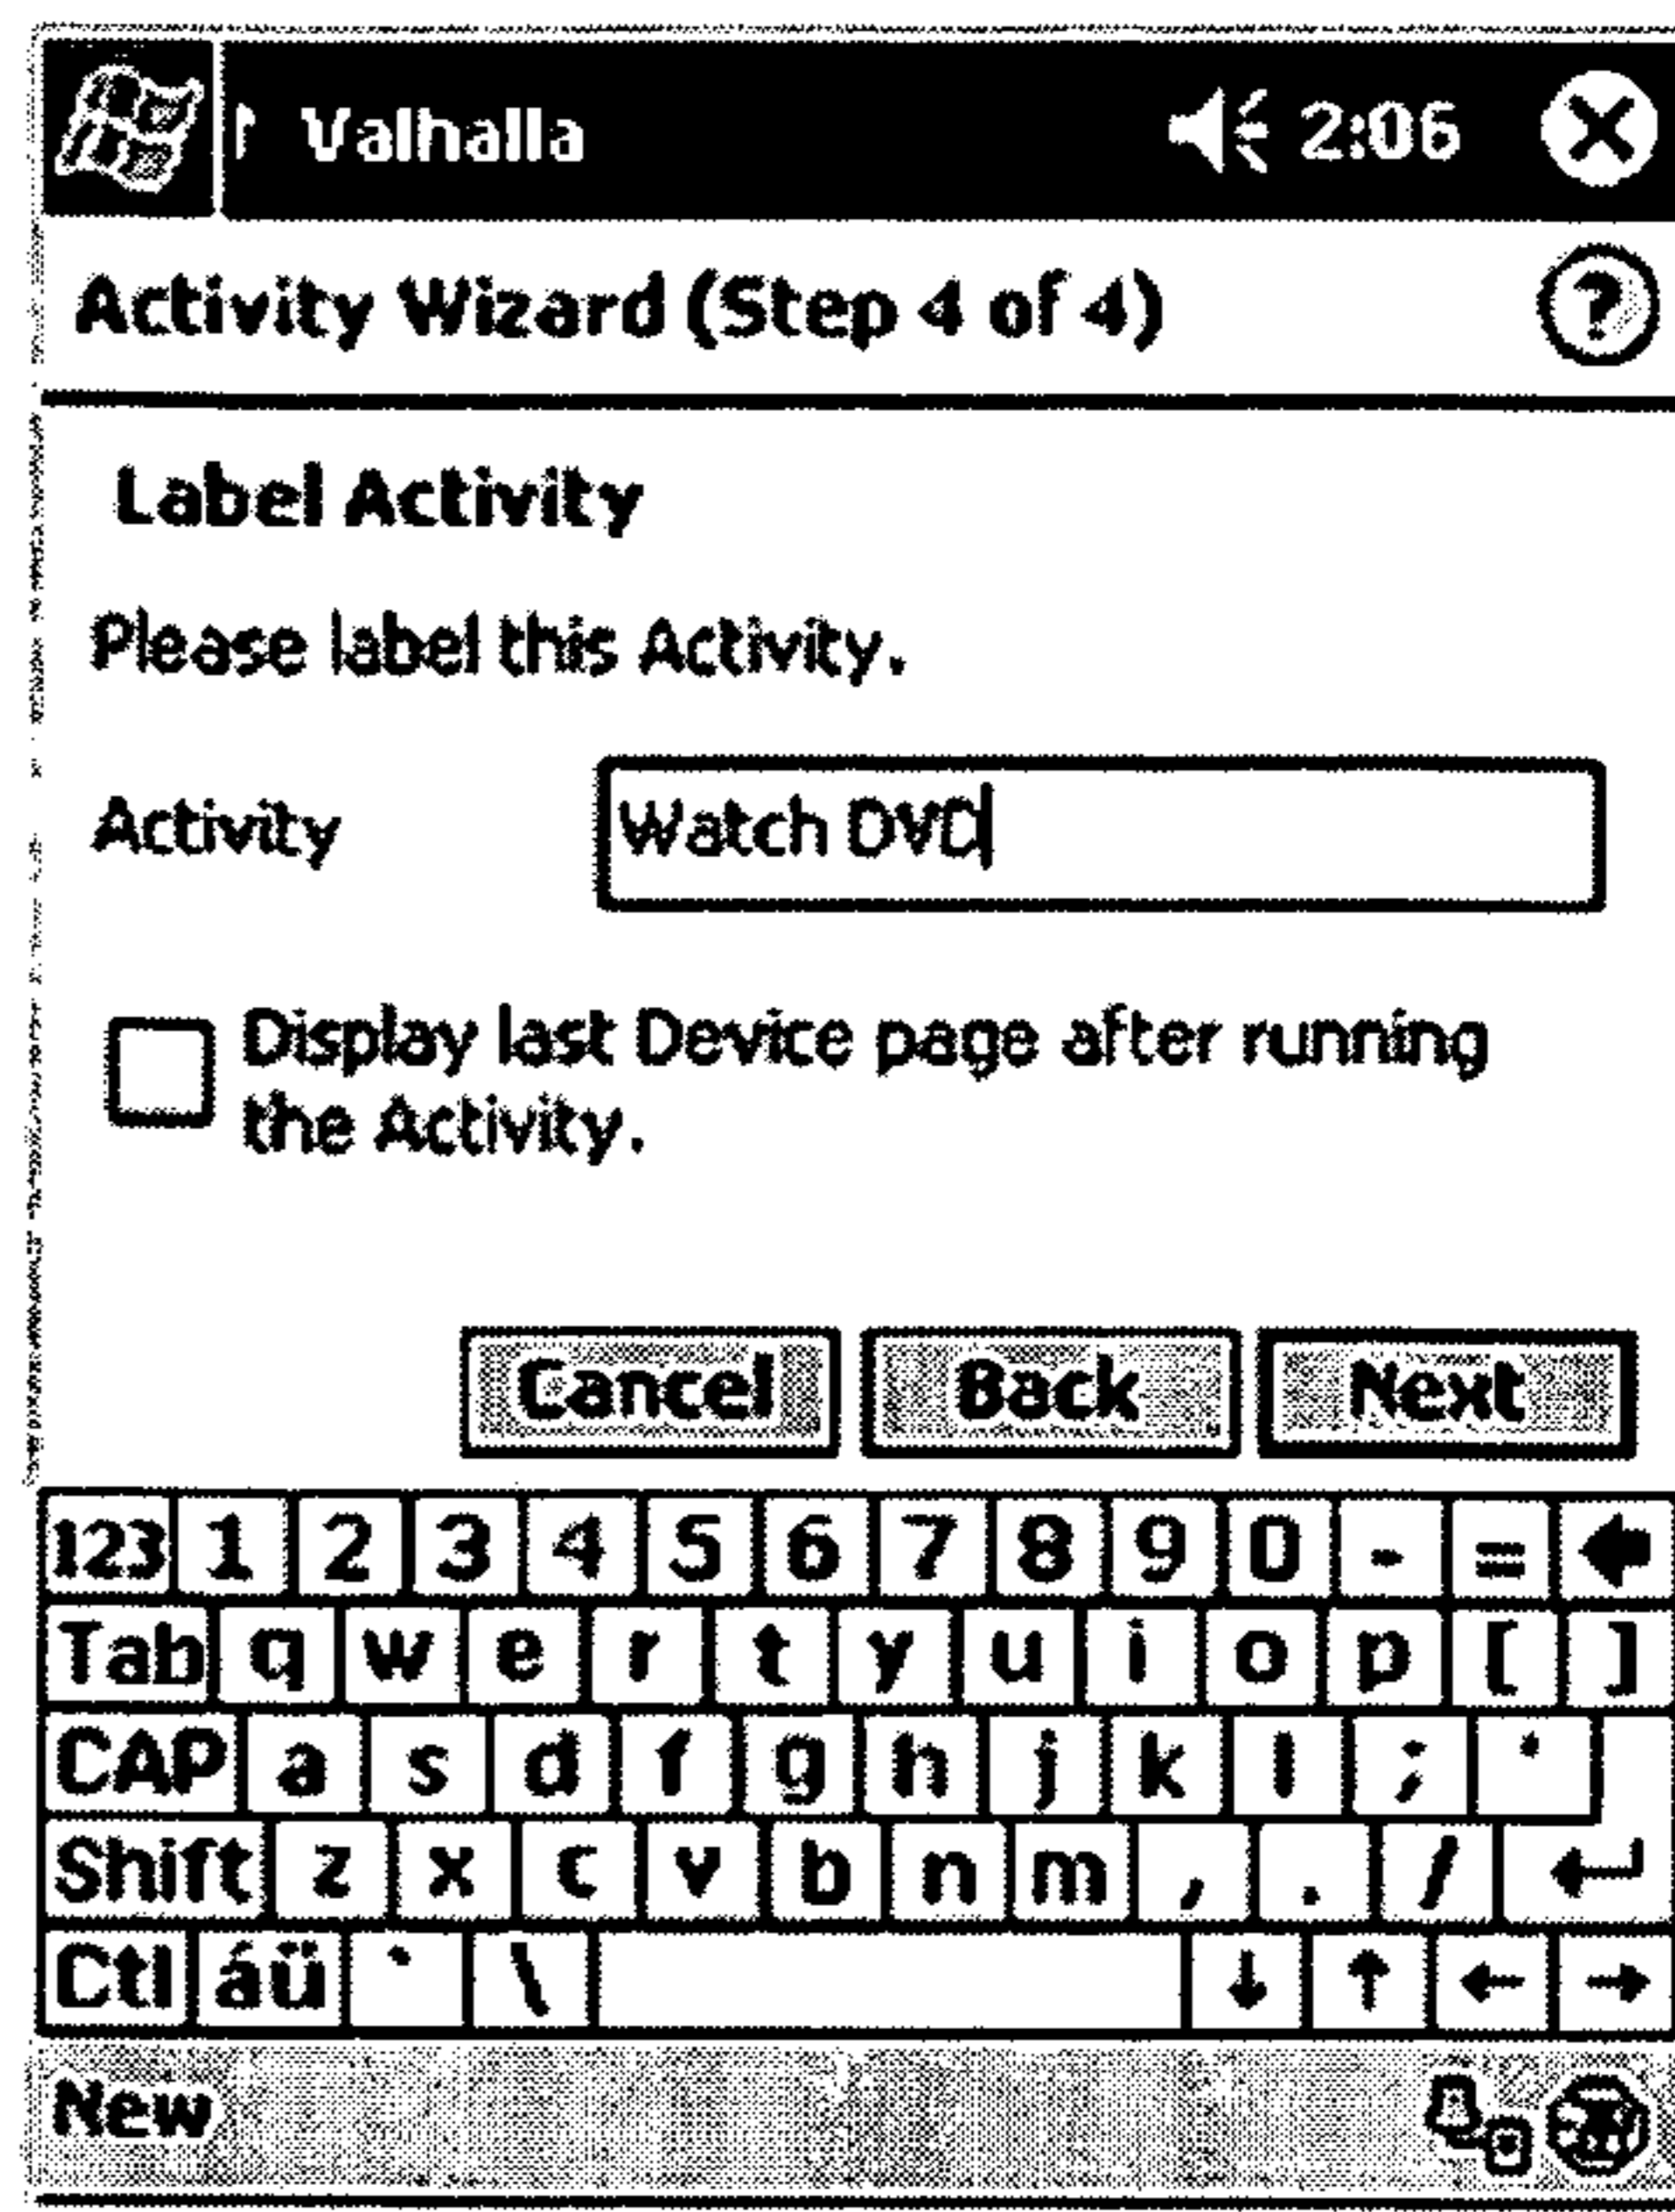 Valhalla 2:06
Activity Wizard (Step 4 of 4) ?
Label Activity
Please label this Activity.
Activity Watch DVD
Display last Device page after running
the Activity.
Cancel Back Next
123 1 2 3 4 5 6 7 8 9 0 - =
Tab q w e r t y u i o p [ ]
CAP a s d f g h j k l ; '
Shift z x c v b n m , . /
Ctl áü ` \ ↓ ↑ ← →
New